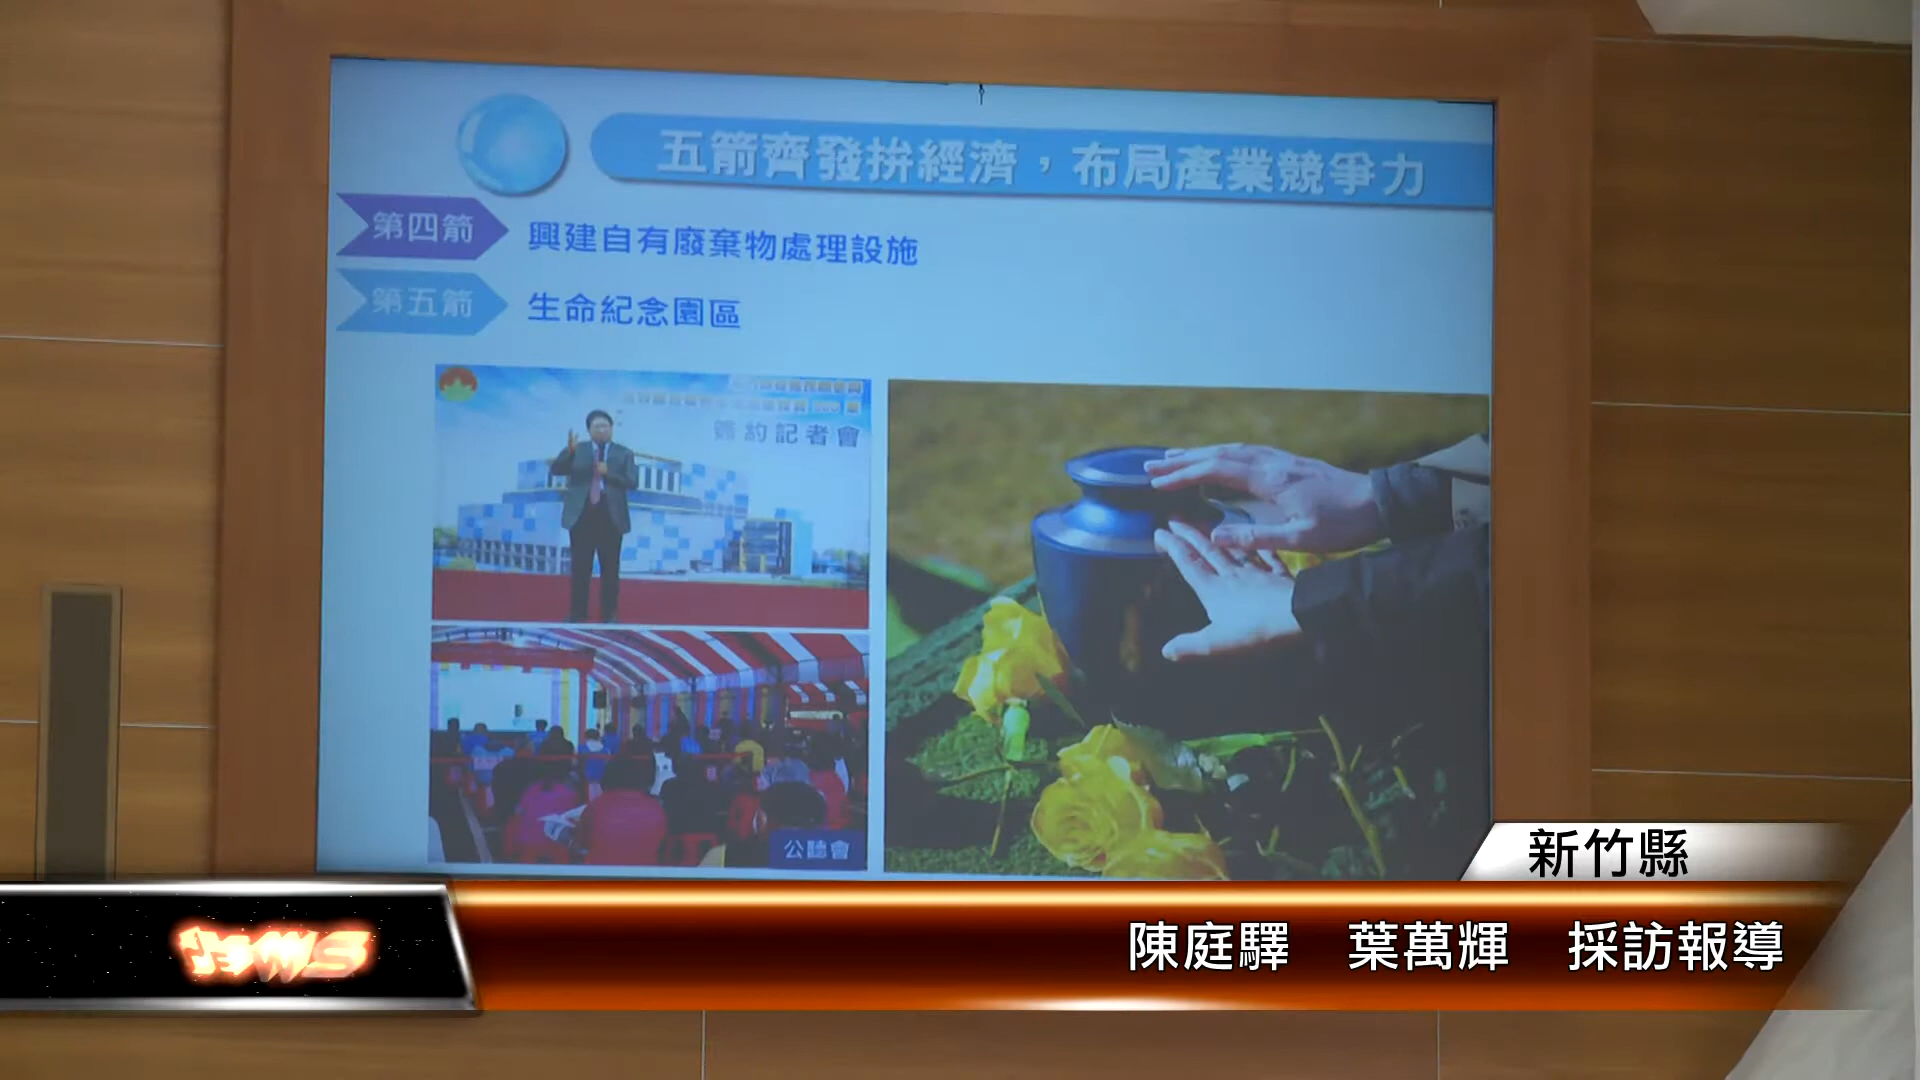 五箭齊發拚經濟，布局產業競爭力
第四箭 興建自有廢棄物處理設施
第五箭 生命紀念園區
簽約記者會
公聽會
新竹縣
NEWS
陳庭驛 葉萬輝 採訪報導